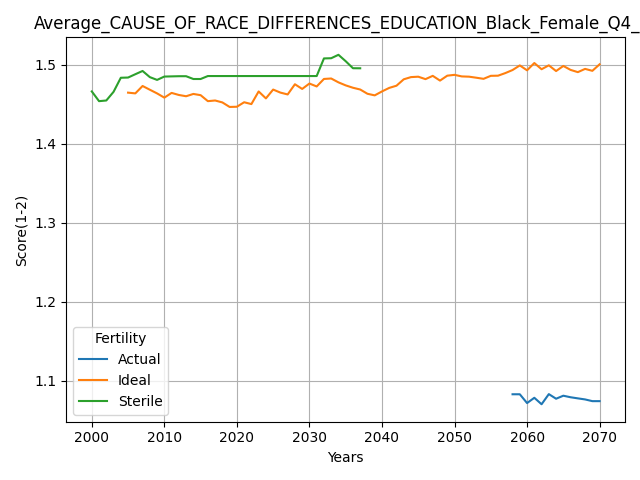 Average_CAUSE_OF_RACE_DIFFERENCES_EDUCATION_Black_Female_Q4_
Score(1-2)
1.5
1.4
1.3
1.2
1.1
Fertility
Actual
Ideal
Sterile
2000 2010 2020 2030 2040 2050 2060 2070
Years